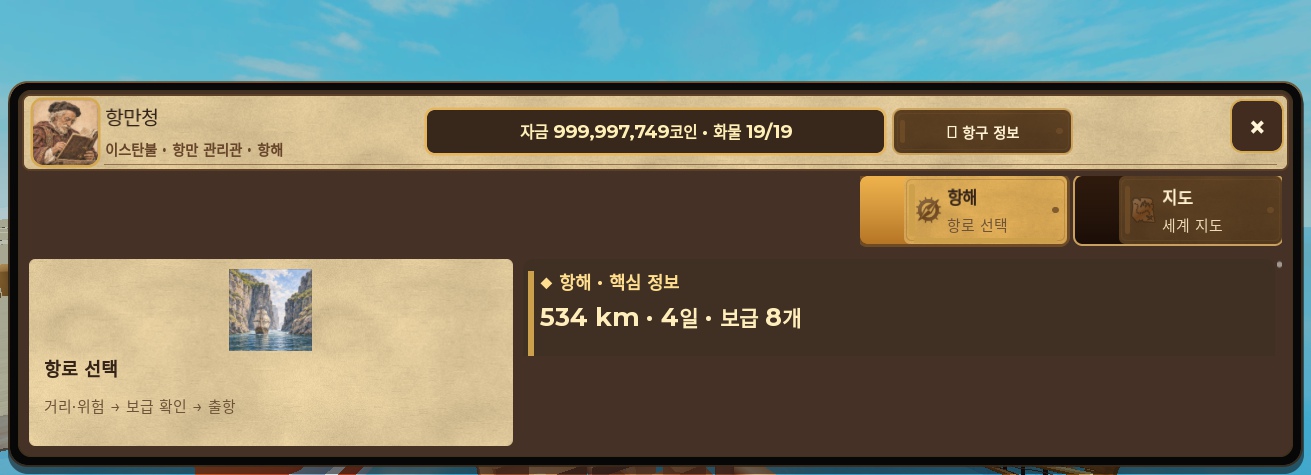 항만청
이스탄불 • 항만 관리관 • 항해
자금 999,997,749코인 • 화물 19/19
항구 정보
×
항해
항로 선택
지도
세계 지도
◆ 항해 • 핵심 정보
534 km • 4일 • 보급 8개
항로 선택
거리·위험 → 보급 확인 → 출항